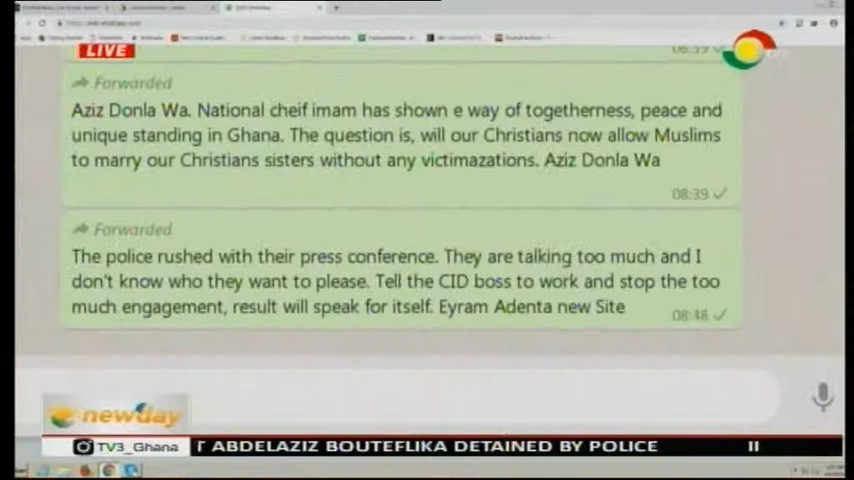 LIVE
08:39
Forwarded
Aziz Donla Wa. National cheif imam has shown e way of togetherness, peace and
unique standing in Ghana. The question is, will our Christians now allow Muslims
to marry our Christians sisters without any victimazations. Aziz Donla Wa
08:39
Forwarded
The police rushed with their press conference. They are talking too much and I
don't know who they want to please. Tell the CID boss to work and stop the too
much engagement, result will speak for itself. Eyram Adenta new Site
08:48
newday
TV3_Ghana
T ABDELAZIZ BOUTEFLIKA DETAINED BY POLICE